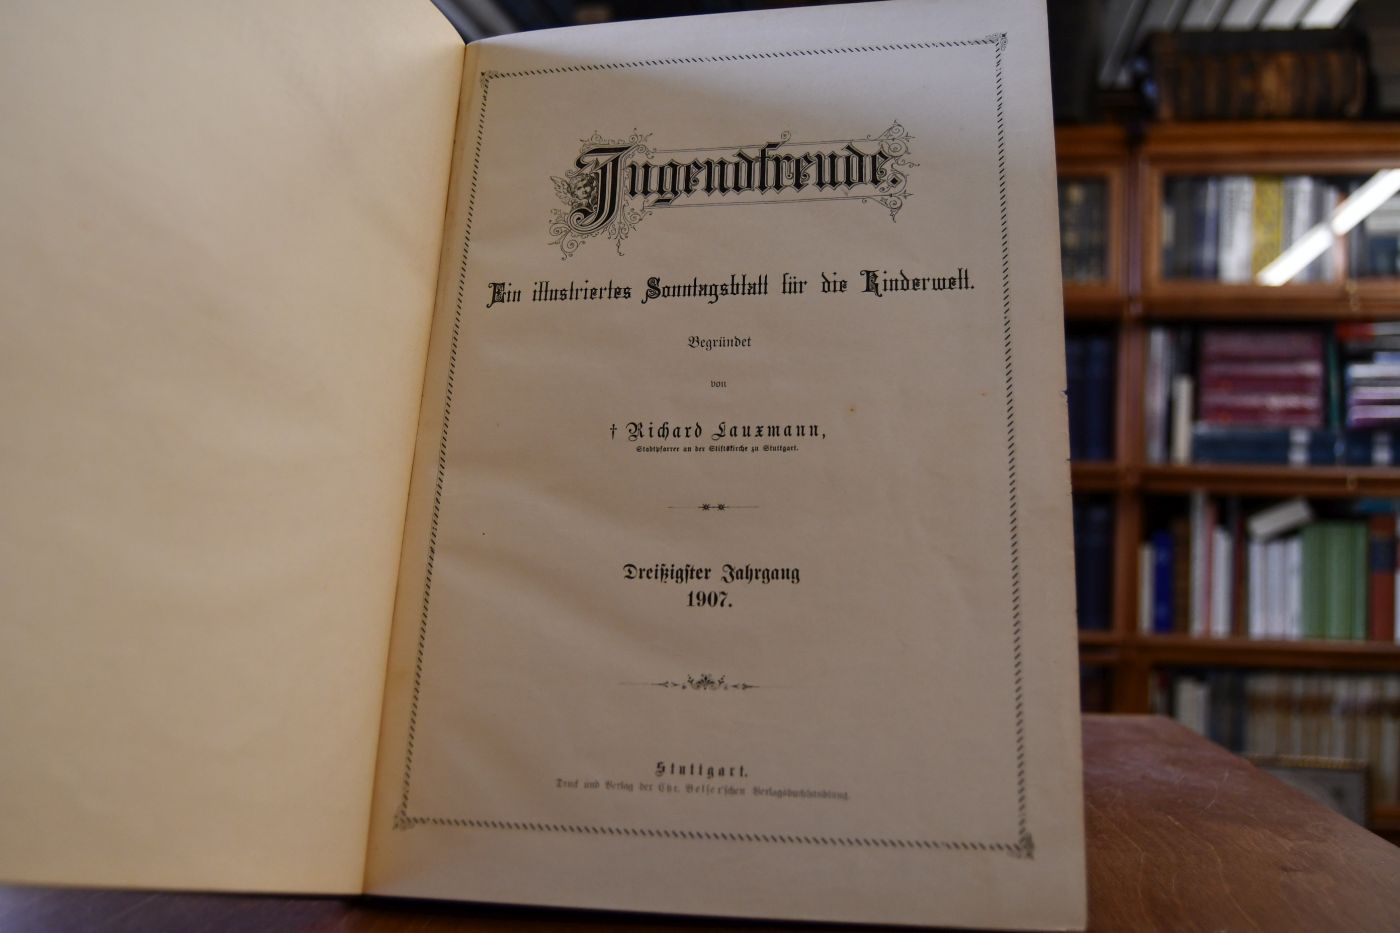 Jugendfreude.
Ein illustriertes Sonntagsblatt für die Kinderwelt.
Begründet
von
† Richard Lauxmann,
Stadtpfarrer an der Stiftskirche zu Stuttgart.
Dreißigster Jahrgang
1907.
Stuttgart.
Druck und Verlag der Chr. Belser'schen Verlagsbuchhandlung.